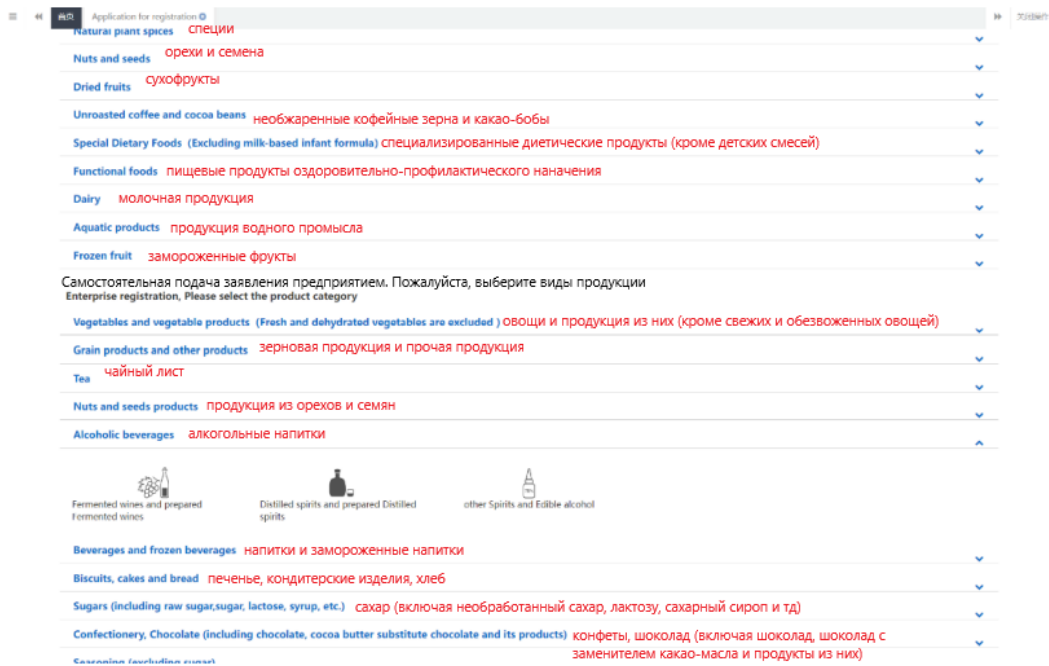 首页 Application for registration
Natural plant spices специи
Nuts and seeds орехи и семена
Dried fruits сухофрукты
Unroasted coffee and cocoa beans необжаренные кофейные зерна и какао-бобы
Special Dietary Foods (Excluding milk-based infant formula) специализированные диетические продукты (кроме детских смесей)
Functional foods пищевые продукты оздоровительно-профилактического наначения
Dairy молочная продукция
Aquatic products продукция водного промысла
Frozen fruit замороженные фрукты
Самостоятельная подача заявления предприятием. Пожалуйста, выберите виды продукции
Enterprise registration, Please select the product category
Vegetables and vegetable products (Fresh and dehydrated vegetables are excluded ) овощи и продукция из них (кроме свежих и обезвоженных овощей)
Grain products and other products зерновая продукция и прочая продукция
Tea чайный лист
Nuts and seeds products продукция из орехов и семян
Alcoholic beverages алкогольные напитки
Fermented wines and prepared Distilled spirits and prepared Distilled other Spirits and Edible alcohol
Fermented wines spirits
Beverages and frozen beverages напитки и замороженные напитки
Biscuits, cakes and bread печенье, кондитерские изделия, хлеб
Sugars (including raw sugar,sugar, lactose, syrup, etc.) сахар (включая необработанный сахар, лактозу, сахарный сироп и тд)
Confectionery, Chocolate (including chocolate, cocoa butter substitute chocolate and its products) конфеты, шоколад (включая шоколад, шоколад с
заменителем какао-масла и продукты из них)
Seasoning (excluding sugar)